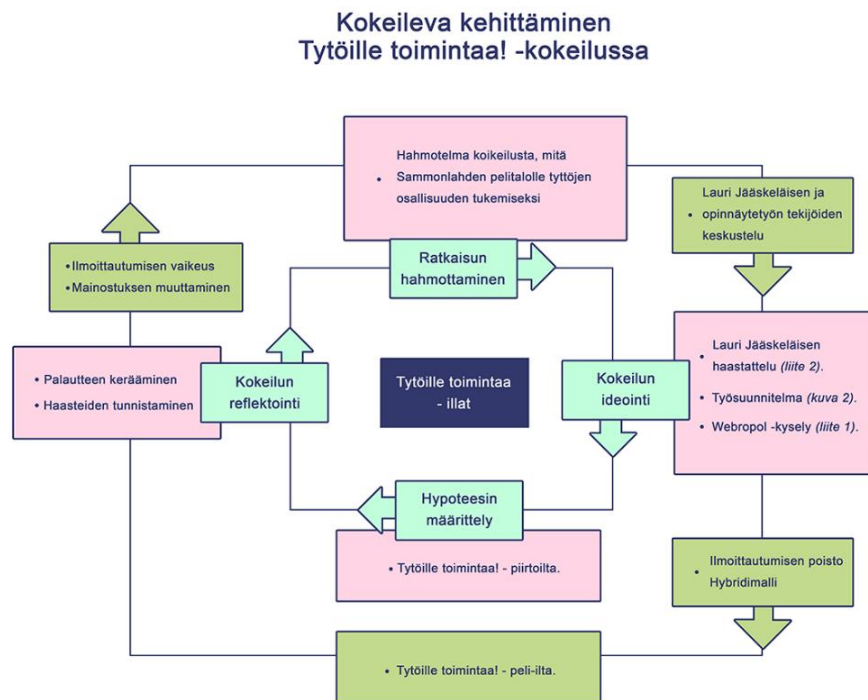 Kokeileva kehittäminen
Tytöille toimintaa! -kokeilussa
Hahmotelma koikeilusta, mitä
• Sammonlahden pelitalolle tyttöjen
osallisuuden tukemiseksi
Lauri Jääskeläisen ja
• opinnäytetyön tekijöiden
keskustelu
• Ilmoittautumisen vaikeus
• Mainostuksen muuttaminen
Ratkaisun
hahmottaminen
• Palautteen kerääminen
• Haasteiden tunnistaminen
Kokeilun
reflektointi
Tytöille toimintaa
- illat
Kokeilun
ideointi
Lauri Jääskeläisen
• haastattelu (liite 2).
• Työsuunnitelma (kuva 2).
• Webropol -kysely (liite 1).
Hypoteesin
määrittely
• Tytöille toimintaa! - piirtoilta.
Ilmoittautumisen poisto
• Hybridimalli
• Tytöille toimintaa! - peli-ilta.